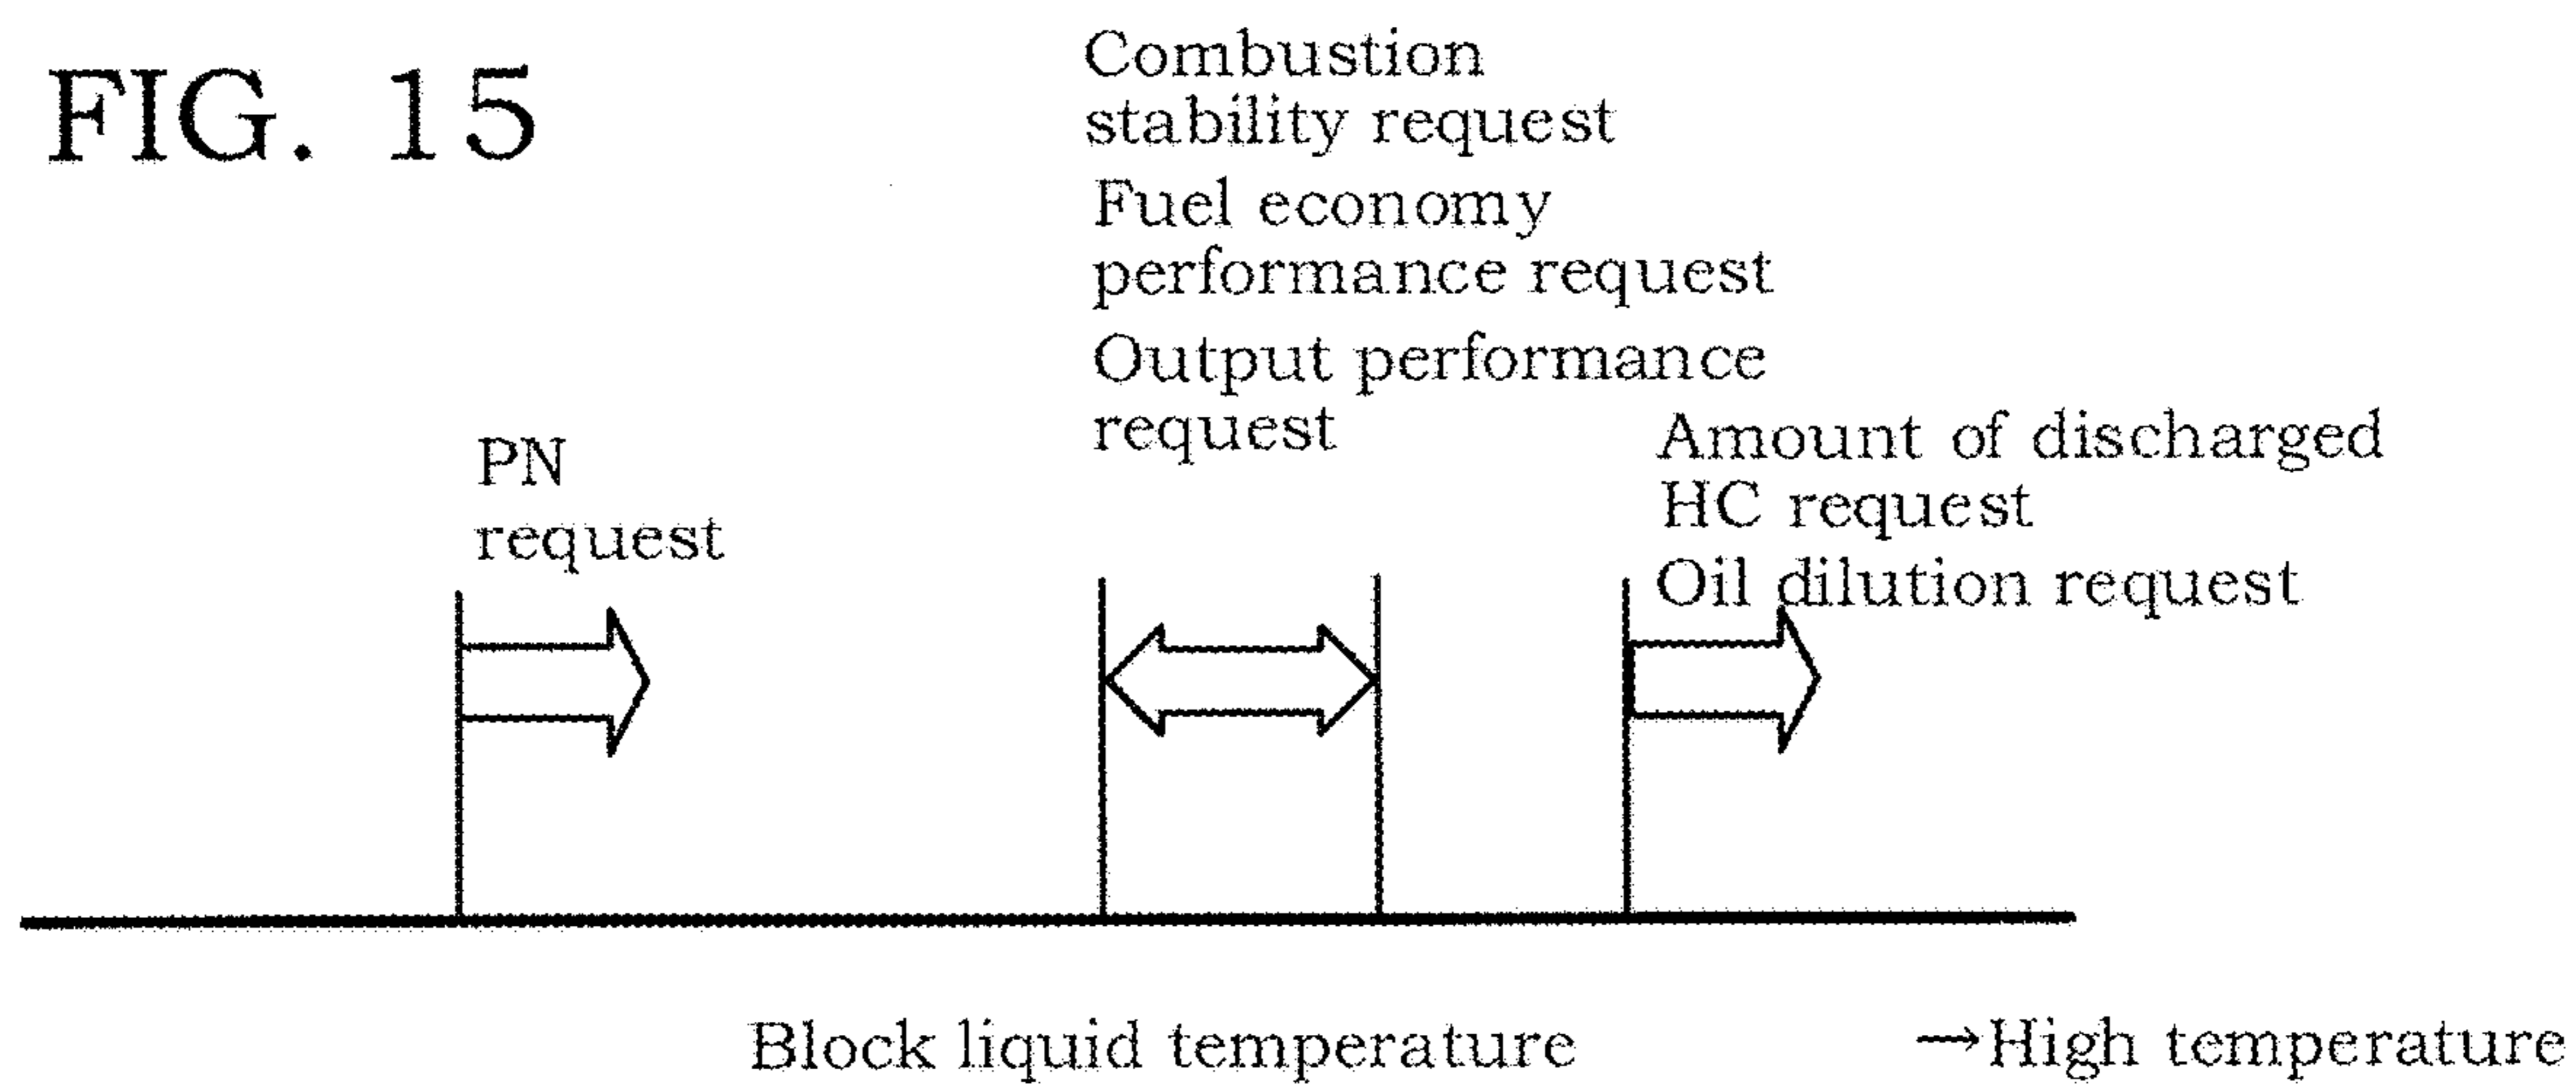 FIG. 15
Combustion
stability request
Fuel economy
performance request
Output performance
request
PN
request
Amount of discharged
HC request
Oil dilution request
Block liquid temperature
→High temperature